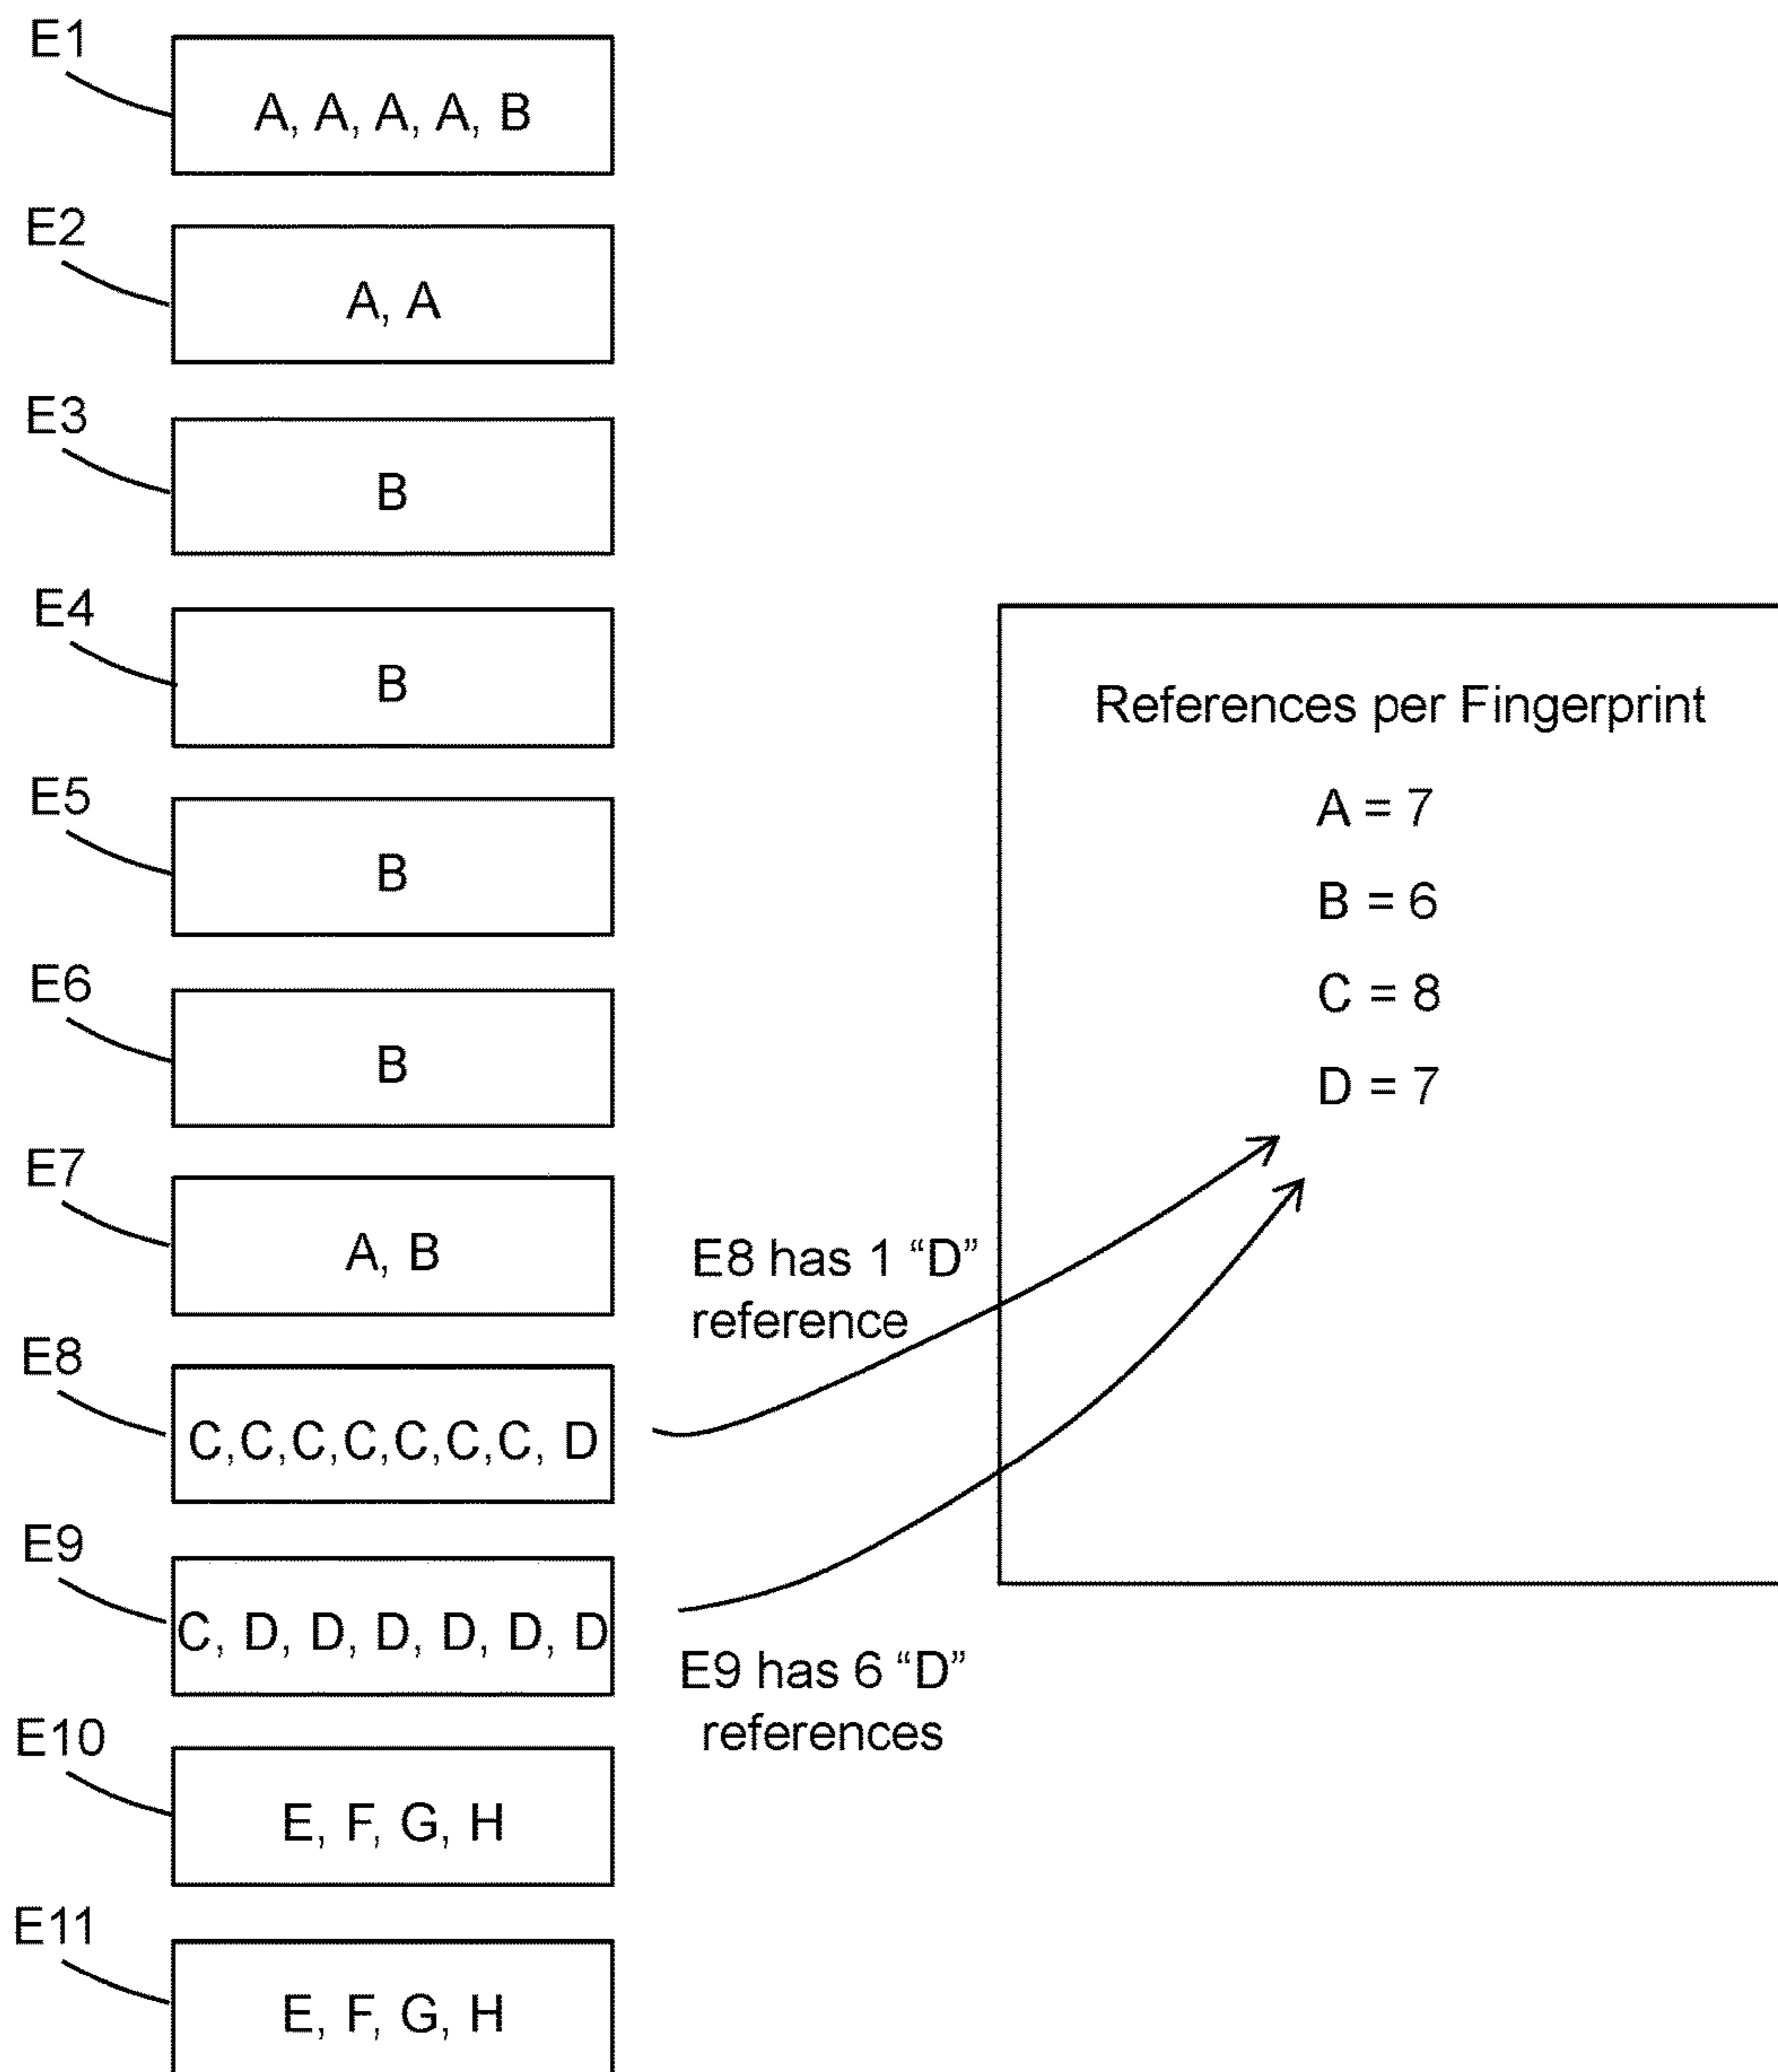 E1
A, A, A, A, B
E2
A, A
E3
B
E4
B
E5
B
E6
B
E7
A, B
E8
C,C,C,C,C,C,C, D
E9
C, D, D, D, D, D, D
E10
E, F, G, H
E11
E, F, G, H
E8 has 1 “D”
reference
E9 has 6 “D”
references
References per Fingerprint
A = 7
B = 6
C = 8
D = 7